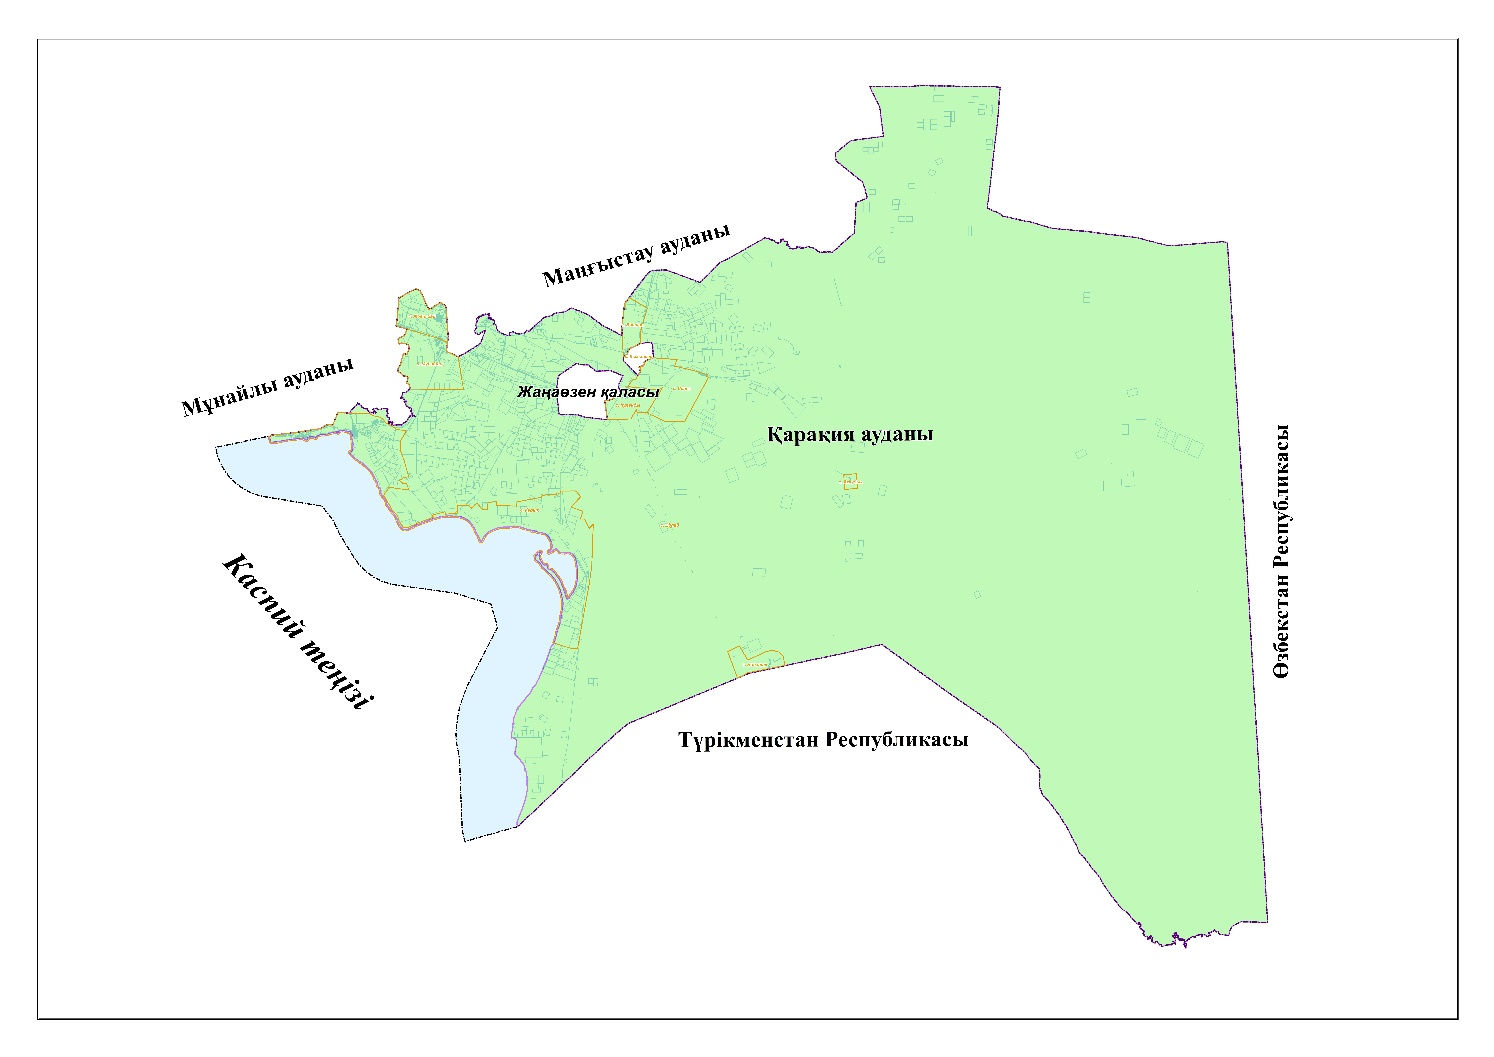 Маңғыстау ауданы
Мұнайлы ауданы
Жаңаөзен қаласы
Қарақия ауданы
Өзбекстан Республикасы
Каспий теңізі
Түрікменстан Республикасы